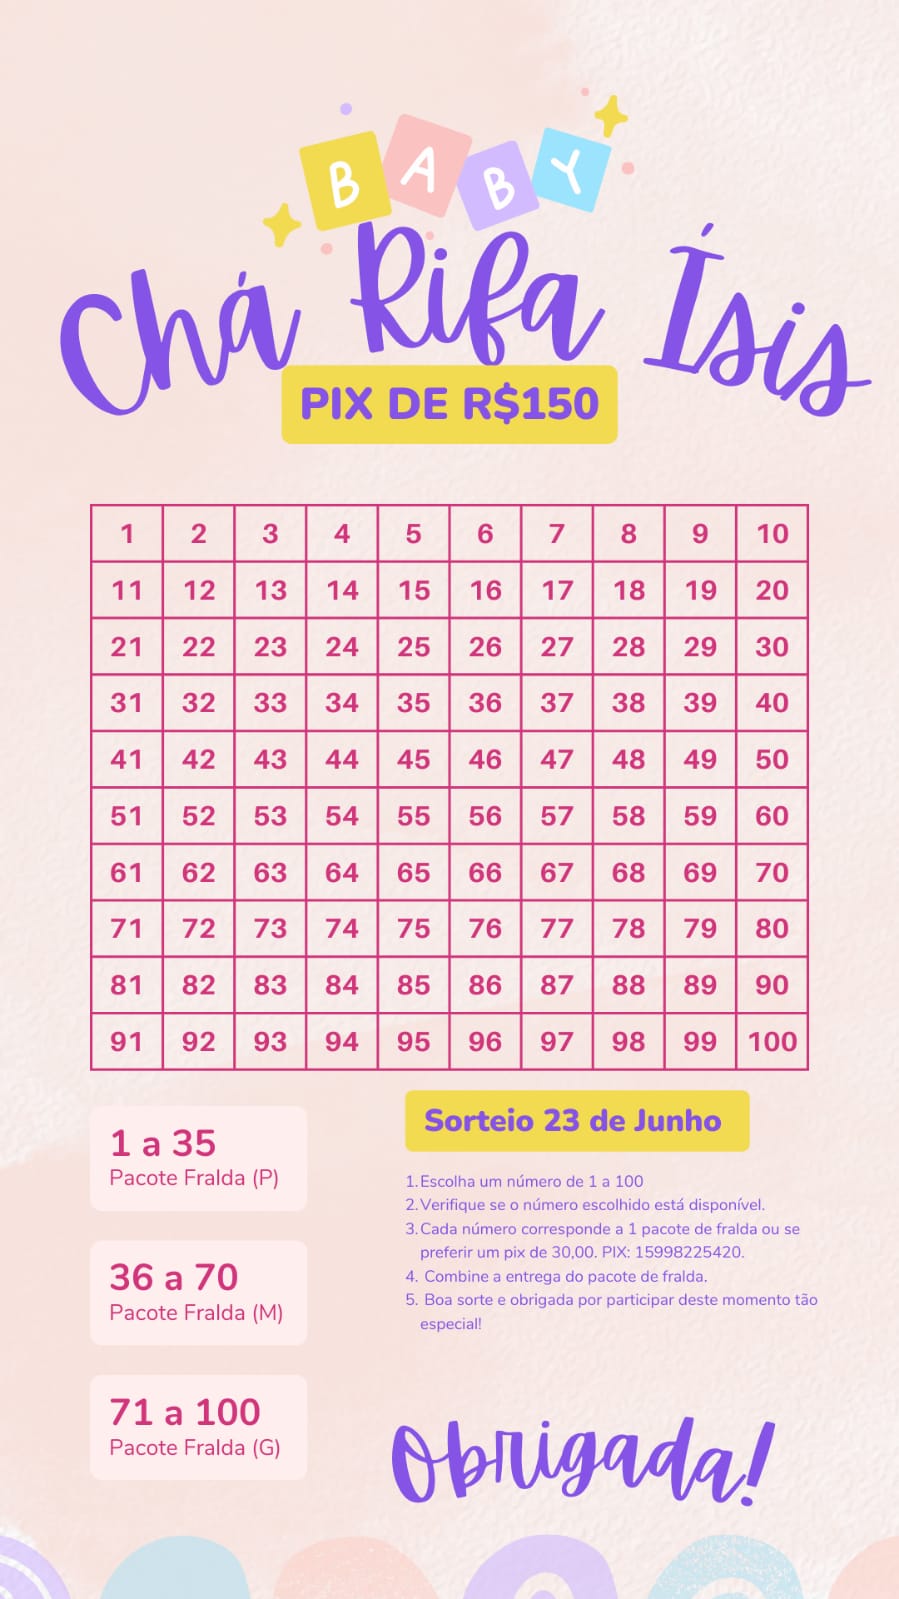 BABY
Chá Rifa Ísis
PIX DE R$150
1 2 3 4 5 6 7 8 9 10
11 12 13 14 15 16 17 18 19 20
21 22 23 24 25 26 27 28 29 30
31 32 33 34 35 36 37 38 39 40
41 42 43 44 45 46 47 48 49 50
51 52 53 54 55 56 57 58 59 60
61 62 63 64 65 66 67 68 69 70
71 72 73 74 75 76 77 78 79 80
81 82 83 84 85 86 87 88 89 90
91 92 93 94 95 96 97 98 99 100
1 a 35
Pacote Fralda (P)
36 a 70
Pacote Fralda (M)
71 a 100
Pacote Fralda (G)
Sorteio 23 de Junho
1. Escolha um número de 1 a 100
2. Verifique se o número escolhido está disponível.
3. Cada número corresponde a 1 pacote de fralda ou se
preferir um pix de 30,00. PIX: 15998225420.
4. Combine a entrega do pacote de fralda.
5. Boa sorte e obrigada por participar deste momento tão
especial!
Obrigada!